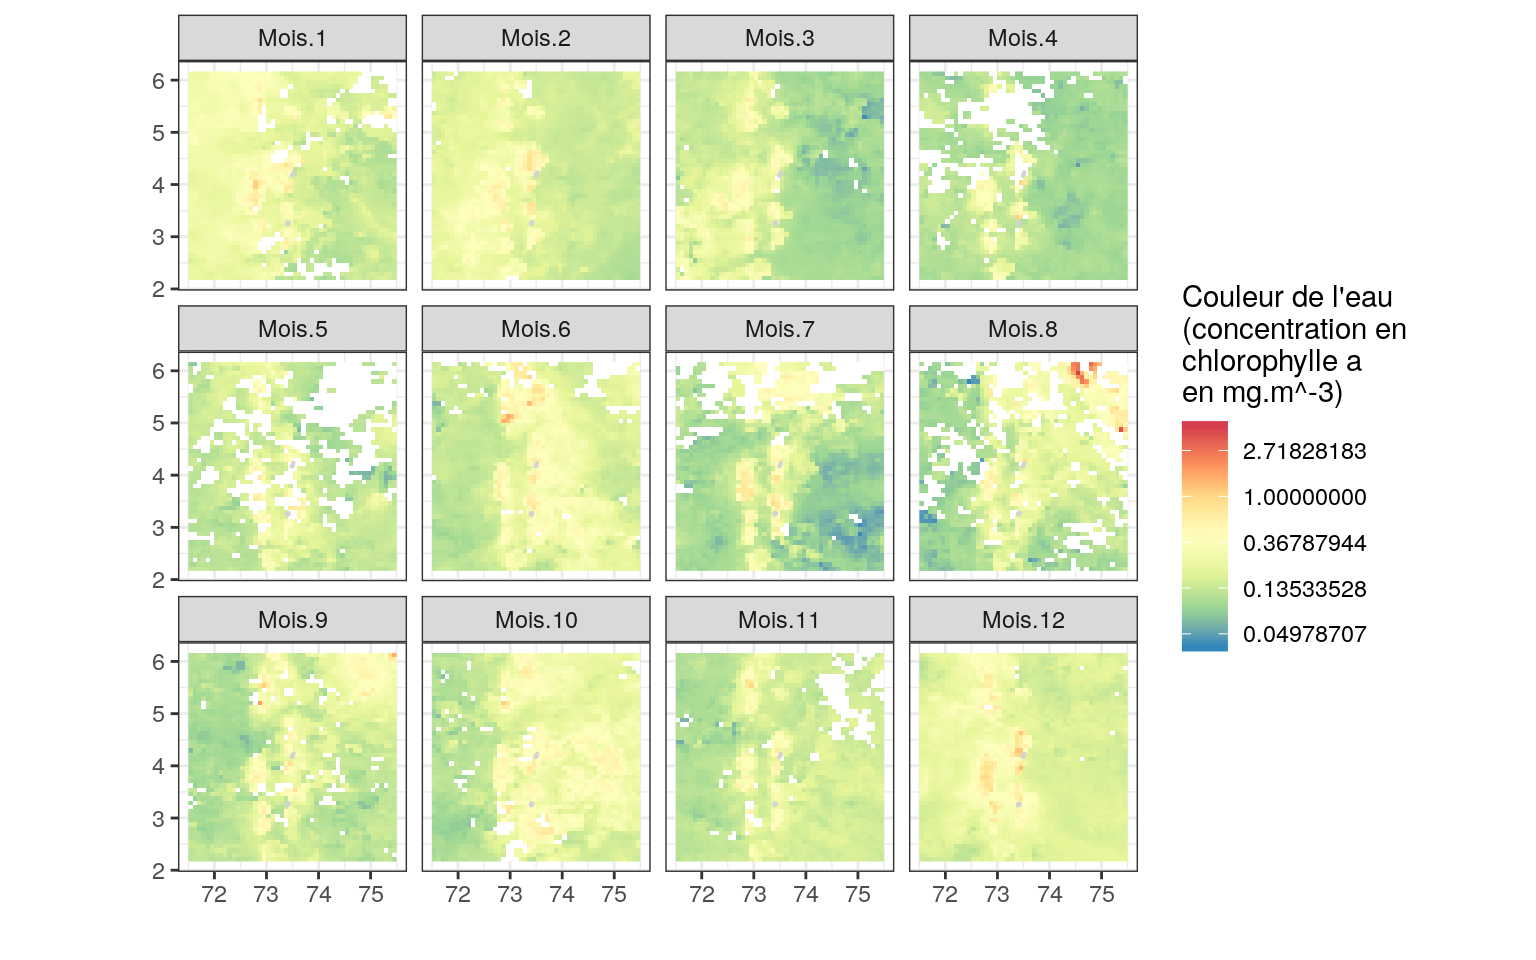 Mois.1 Mois.2 Mois.3 Mois.4
6
5
4
3
2
Mois.5 Mois.6 Mois.7 Mois.8
6
5
4
3
2
Mois.9 Mois.10 Mois.11 Mois.12
6
5
4
3
2
72 73 74 75 72 73 74 75 72 73 74 75 72 73 74 75
Couleur de l'eau
(concentration en
chlorophylle a
en mg.m^-3)
2.71828183
1.00000000
0.36787944
0.13533528
0.04978707